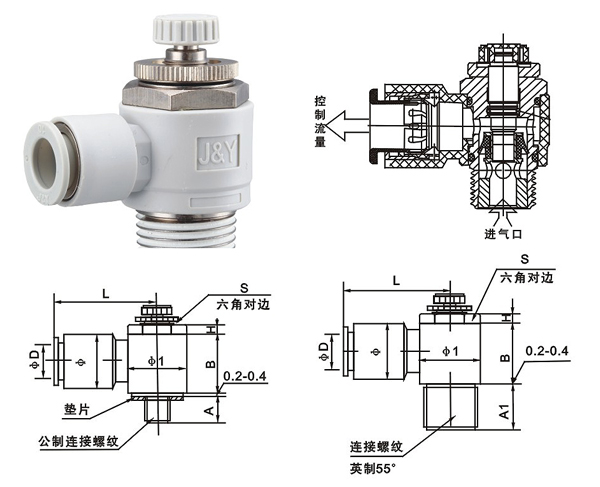 J&Y
控制流量
进气口
L
S
六角对边
H
ΦD
Φ
Φ1
B
0.2-0.4
垫片
A
公制连接螺纹
L
S
六角对边
H
ΦD
Φ
Φ1
B
0.2-0.4
A1
连接螺纹
英制55°